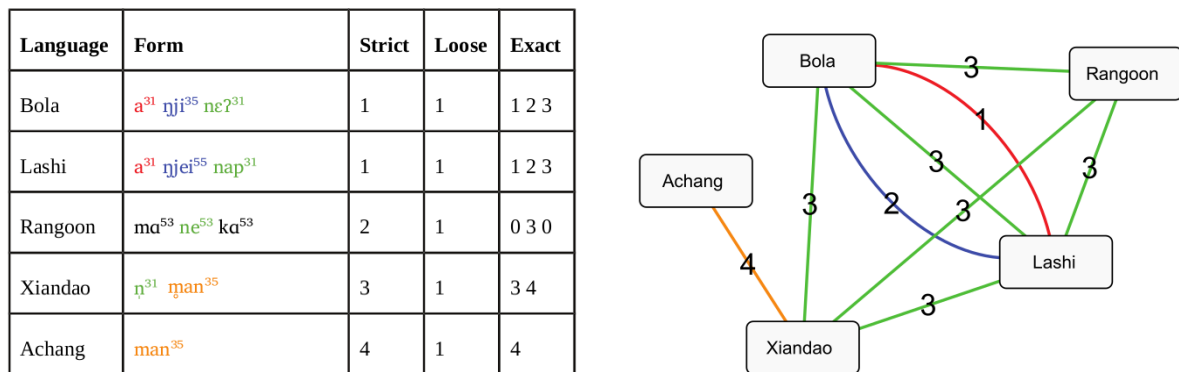 Language Form Strict Loose Exact
Bola a³¹ ŋji³⁵ nɛʔ³¹ 1 1 1 2 3
Lashi a³¹ ŋjei⁵⁵ nap³¹ 1 1 1 2 3
Rangoon mɑ⁵³ ne⁵³ kɑ⁵³ 2 1 0 3 0
Xiandao n̩³¹ m̥an³⁵ 3 1 3 4
Achang man³⁵ 4 1 4
Bola
3
Rangoon
1
Achang
3
3
3
2
3
4
Lashi
3
Xiandao